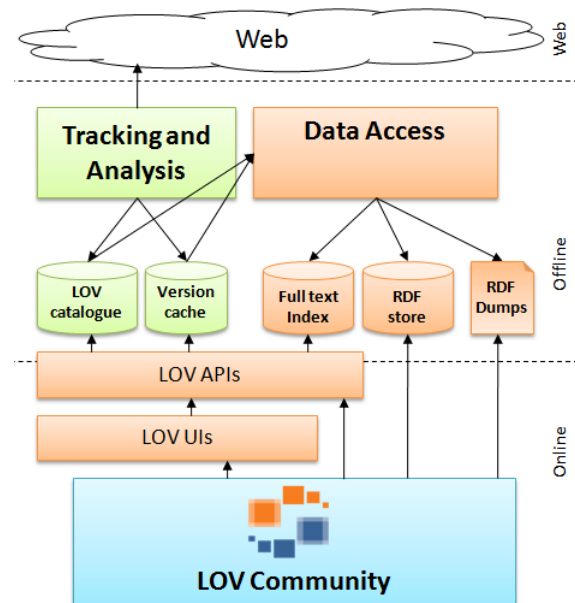 Web
Web
Tracking and
Analysis
Data Access
Offline
LOV
catalogue
Version
cache
Full text
Index
RDF
store
RDF
Dumps
LOV APIs
LOV UIs
Online
LOV Community